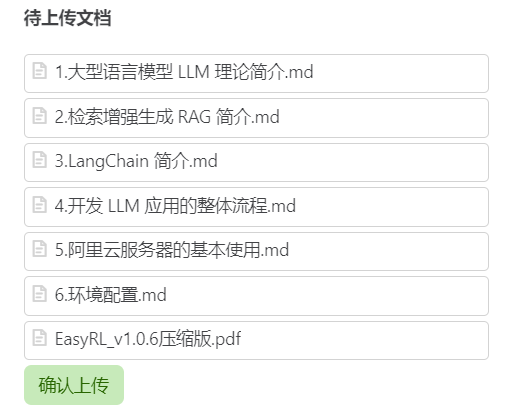 待上传文档
1.大型语言模型 LLM 理论简介.md
2.检索增强生成 RAG 简介.md
3.LangChain 简介.md
4.开发 LLM 应用的整体流程.md
5.阿里云服务器的基本使用.md
6.环境配置.md
EasyRL_v1.0.6压缩版.pdf
确认上传